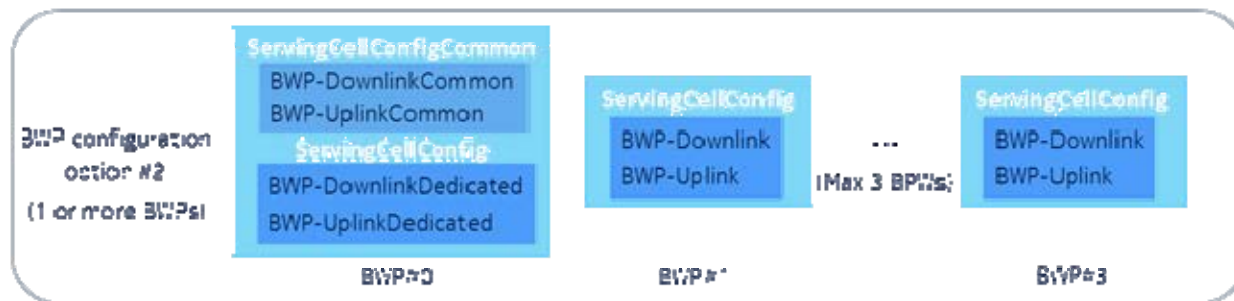 BWP configuration
option #2
(1 or more BWPs)
ServingCellConfigCommon
BWP-DownlinkCommon
BWP-UplinkCommon
ServingCellConfig
BWP-DownlinkDedicated
BWP-UplinkDedicated
BWP#0
ServingCellConfig
BWP-Downlink
BWP-Uplink
BWP#1
...
(Max 3 BPWs)
ServingCellConfig
BWP-Downlink
BWP-Uplink
BWP#3